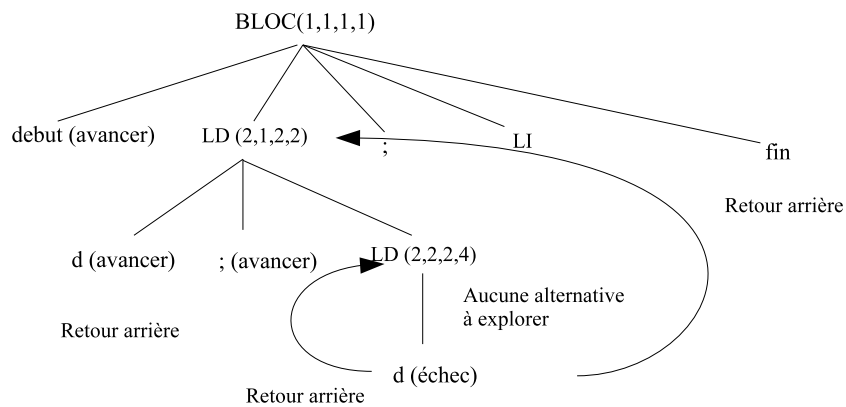 BLOC(1,1,1,1)
debut (avancer)
LD (2,1,2,2)
;
LI
fin
Retour arrière
d (avancer)
; (avancer)
LD (2,2,2,4)
Aucune alternative
à explorer
Retour arrière
d (échec)
Retour arrière